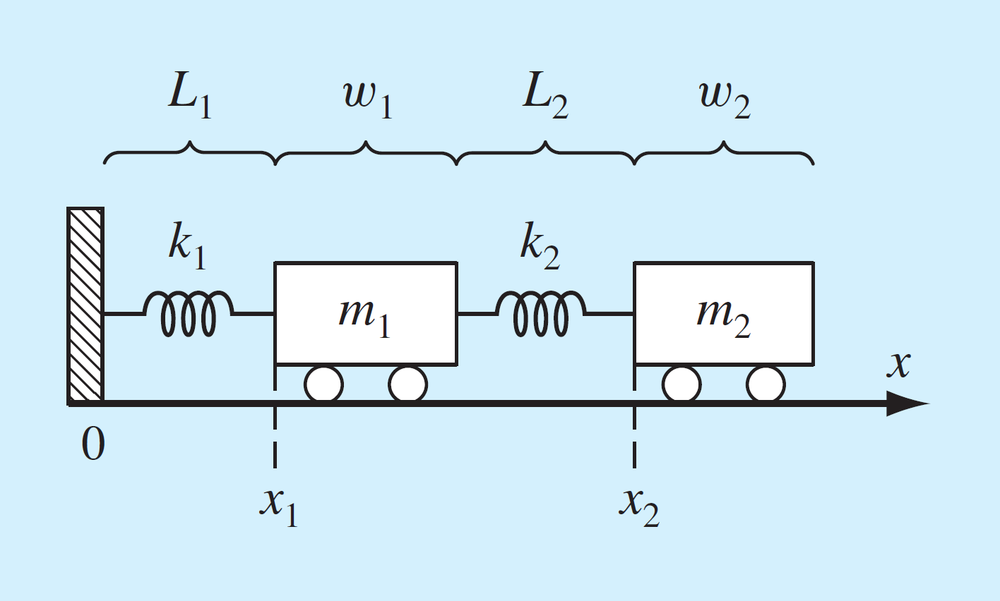 L₁ w₁ L₂ w₂
k₁ k₂
m₁ m₂
x
0
x₁ x₂